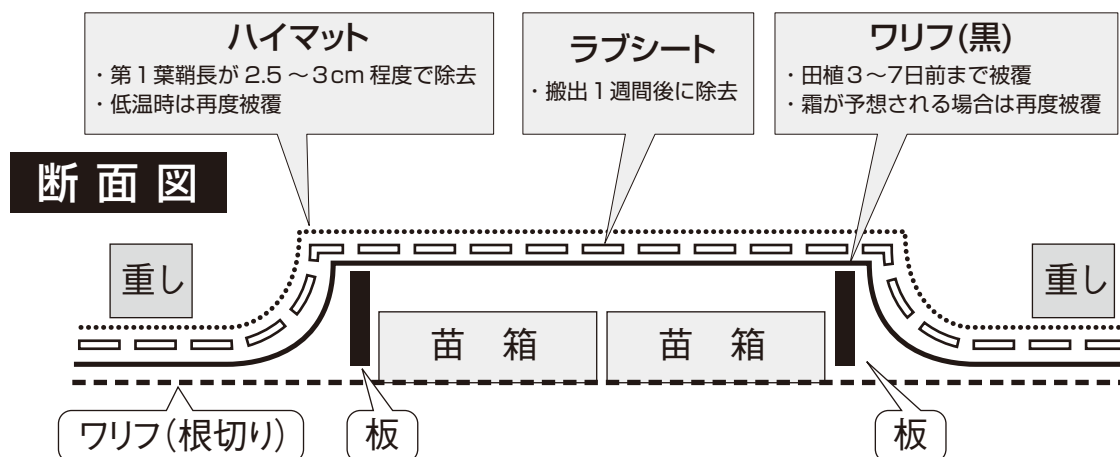 ハイマット
・第1葉鞘長が 2.5 ～ 3cm 程度で除去
・低温時は再度被覆
ラブシート
・搬出1週間後に除去
ワリフ(黒)
・田植3～7日前まで被覆
・霜が予想される場合は再度被覆
断面図
重し
重し
苗箱
苗箱
ワリフ(根切り)
板
板